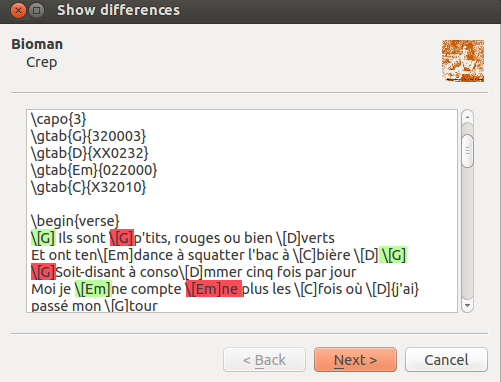 Show differences
Bioman
Crep
\capo{3}
\gtab{G}{320003}
\gtab{D}{XX0232}
\gtab{Em}{022000}
\gtab{C}{X32010}
\begin{verse}
\[G] Ils sont \[G]p'tits, rouges ou bien \[D]verts
Et ont ten\[Em]dance à squatter l'bac à \[C]bière \[D] \[G]
\[G]Soit-disant à conso\[D]mmer cinq fois par jour
Moi je \[Em]ne compte \[Em]ne plus les \[C]fois où \[D]{j'ai}
passé mon \[G]tour
< Back
Next >
Cancel